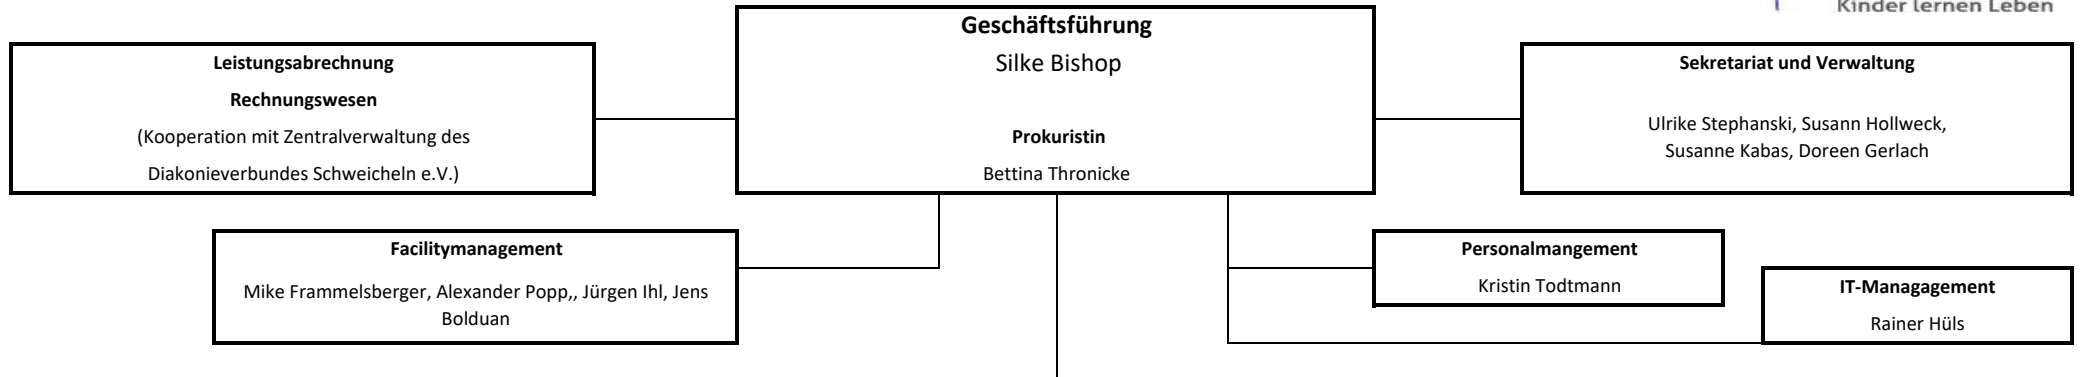 Kinder lernen Leben
Geschäftsführung
Silke Bishop
Prokuristin
Bettina Thronicke
Leistungsabrechnung
Rechnungswesen
(Kooperation mit Zentralverwaltung des
Diakonieverbundes Schweicheln e.V.)
Sekretariat und Verwaltung
Ulrike Stephanski, Susann Hollweck,
Susanne Kabas, Doreen Gerlach
Facilitymanagement
Mike Frammelsberger, Alexander Popp,, Jürgen Ihl, Jens
Bolduan
Personalmangement
Kristin Todtmann
IT-Managagement
Rainer Hüls